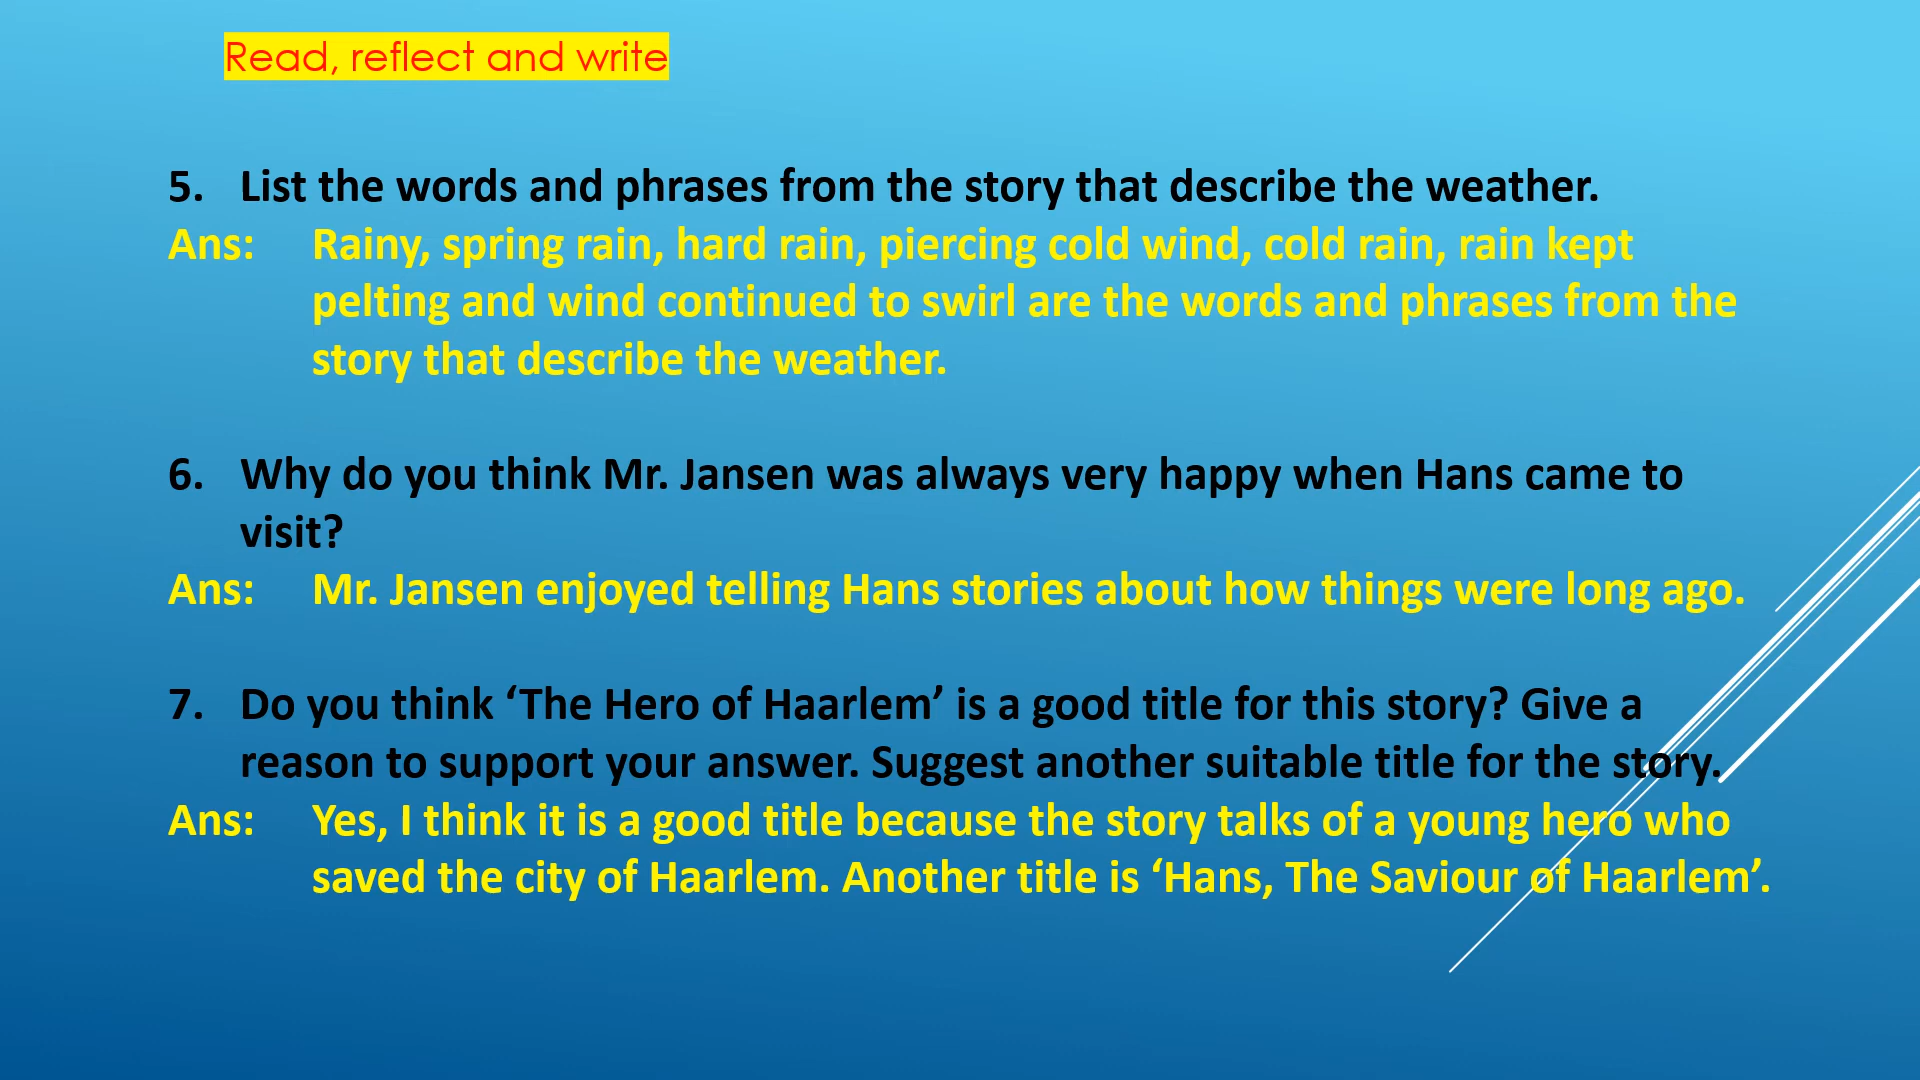 Read, reflect and write
5. List the words and phrases from the story that describe the weather.
Ans: Rainy, spring rain, hard rain, piercing cold wind, cold rain, rain kept
pelting and wind continued to swirl are the words and phrases from the
story that describe the weather.
6. Why do you think Mr. Jansen was always very happy when Hans came to
visit?
Ans: Mr. Jansen enjoyed telling Hans stories about how things were long ago.
7. Do you think ‘The Hero of Haarlem’ is a good title for this story? Give a
reason to support your answer. Suggest another suitable title for the story.
Ans: Yes, I think it is a good title because the story talks of a young hero who
saved the city of Haarlem. Another title is ‘Hans, The Saviour of Haarlem’.